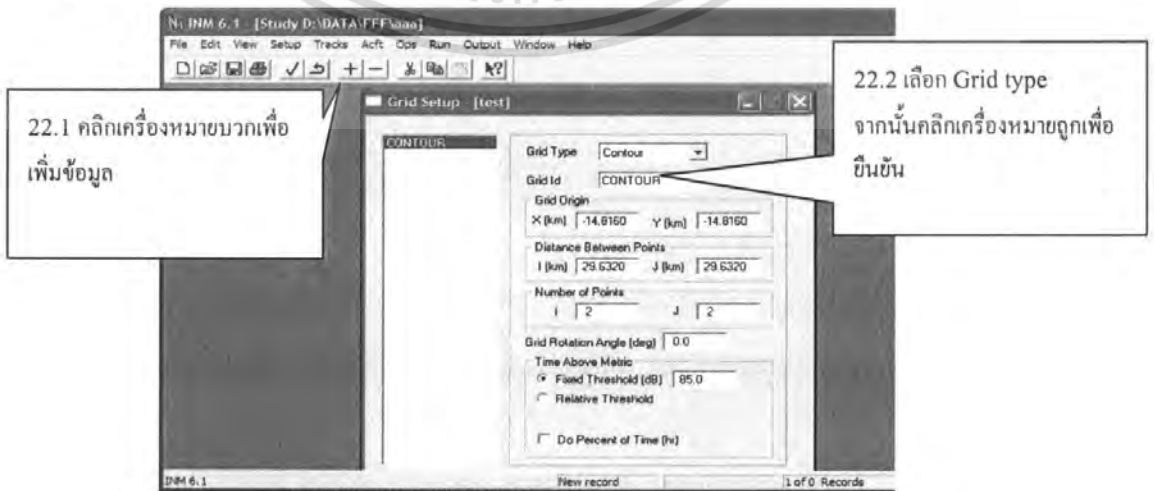 INM 6.1 - [Study D:\DATA\FFF\aaa]
File Edit View Setup Tracks Acft Ops Run Output Window Help
22.1 คลิกเครื่องหมายบวกเพื่อ
เพิ่มข้อมูล
22.2 เลือก Grid type
จากนั้นคลิกเครื่องหมายถูกเพื่อ
ยืนยัน
Grid Setup - [test]
CONTOUR
Grid Type Contour
Grid Id CONTOUR
Grid Origin
X (km) -14.8160 Y (km) -14.8160
Distance Between Points
I (km) 29.6320 J (km) 29.6320
Number of Points
I 2 J 2
Grid Rotation Angle (deg) 0.0
Time Above Metric
Fixed Threshold (dB) 85.0
Relative Threshold
Do Percent of Time (hr)
INM 6.1 New record 1 of 0 Records